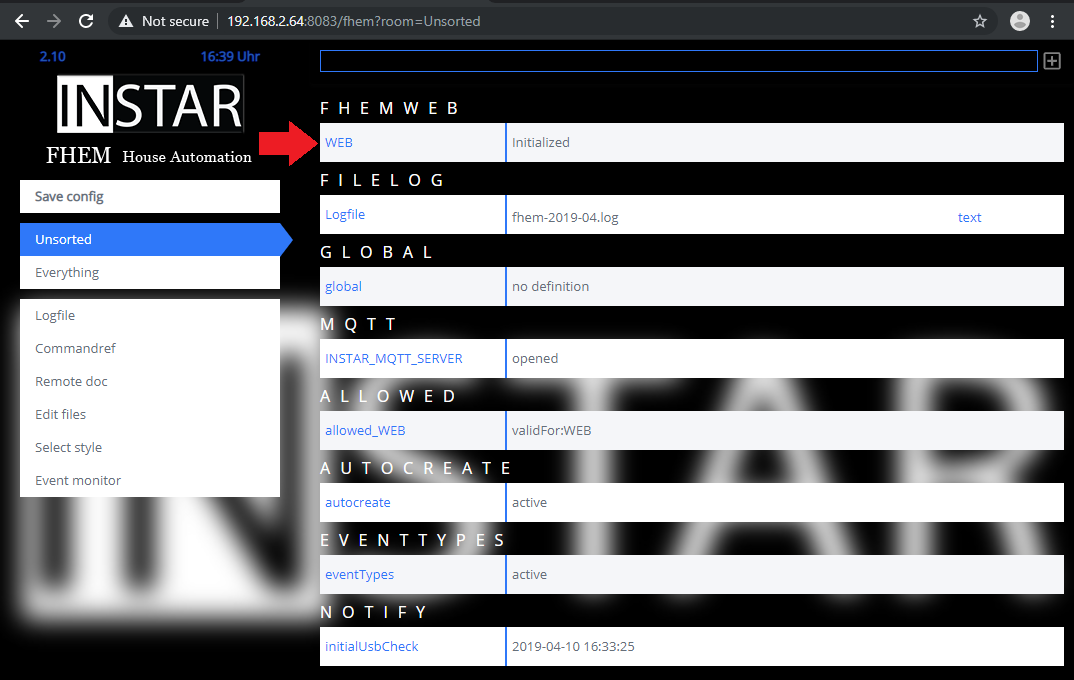 Not secure 192.168.2.64:8083/fhem?room=Unsorted
2.10 16:39 Uhr
INSTAR
FHEM House Automation
Save config
Unsorted
Everything
Logfile
Commandref
Remote doc
Edit files
Select style
Event monitor
FHEMWEB
WEB Initialized
FILELOG
Logfile fhem-2019-04.log text
GLOBAL
global no definition
MQTT
INSTAR_MQTT_SERVER opened
ALLOWED
allowed_WEB validFor:WEB
AUTOCREATE
autocreate active
EVENTTYPES
eventTypes active
NOTIFY
initialUsbCheck 2019-04-10 16:33:25
INSTAR